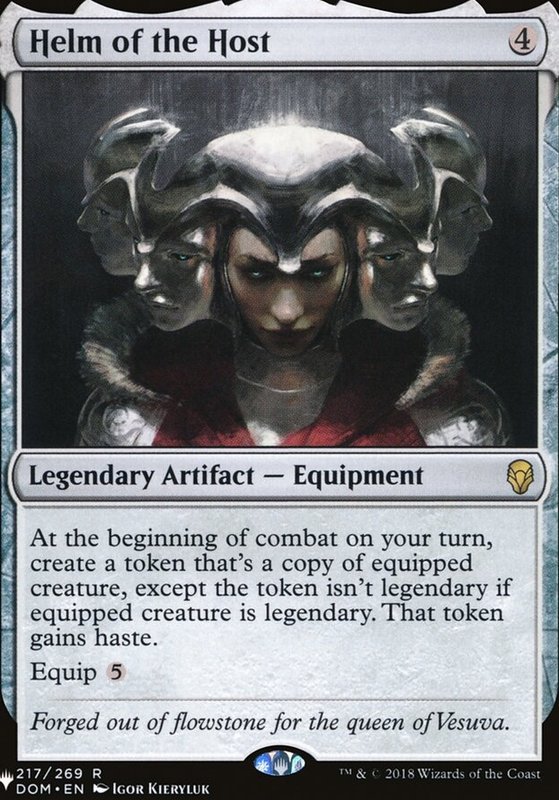 Helm of the Host 4
Legendary Artifact — Equipment
At the beginning of combat on your turn,
create a token that's a copy of equipped
creature, except the token isn't legendary if
equipped creature is legendary. That token
gains haste.
Equip 5
Forged out of flowstone for the queen of Vesuva.
217/269 R
DOM • EN Igor Kieryluk
™ & © 2018 Wizards of the Coast